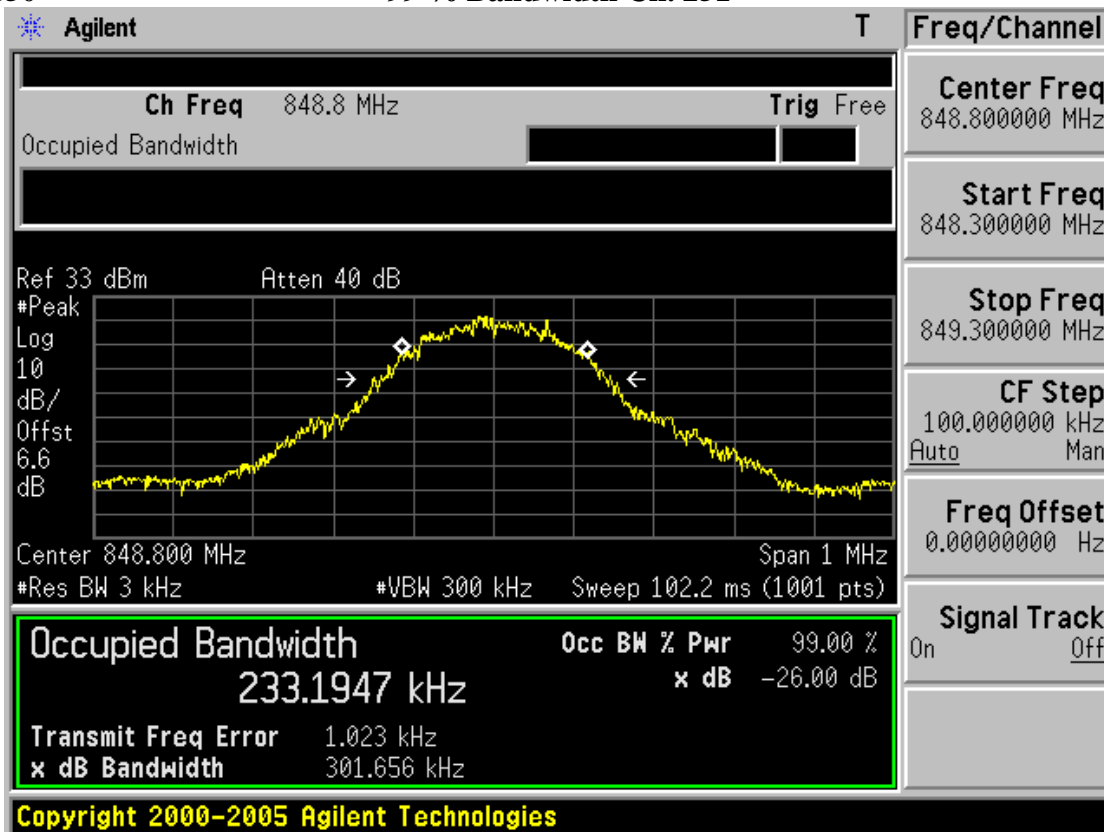 Agilent T Freq/Channel
Ch Freq 848.8 MHz Trig Free
Occupied Bandwidth
Center Freq
848.800000 MHz
Start Freq
848.300000 MHz
Stop Freq
849.300000 MHz
CF Step
100.000000 kHz
Auto Man
Freq Offset
0.00000000 Hz
Signal Track
On Off
Ref 33 dBm Atten 40 dB
#Peak
Log
10
dB/
Offst
6.6
dB
Center 848.800 MHz Span 1 MHz
#Res BW 3 kHz #VBW 300 kHz Sweep 102.2 ms (1001 pts)
Occupied Bandwidth Occ BW % Pwr 99.00 %
233.1947 kHz x dB -26.00 dB
Transmit Freq Error 1.023 kHz
x dB Bandwidth 301.656 kHz
Copyright 2000-2005 Agilent Technologies